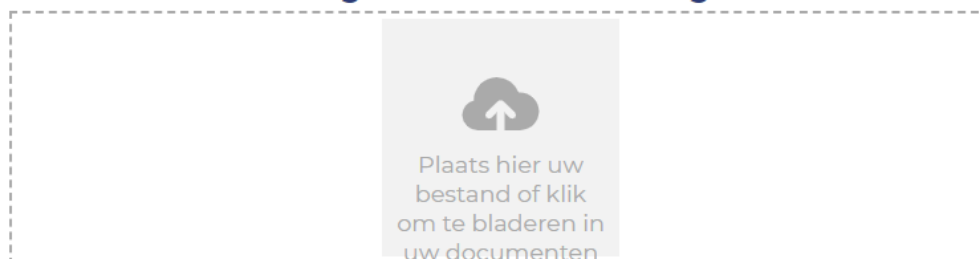 Plaats hier uw
bestand of klik
om te bladeren in
uw documenten